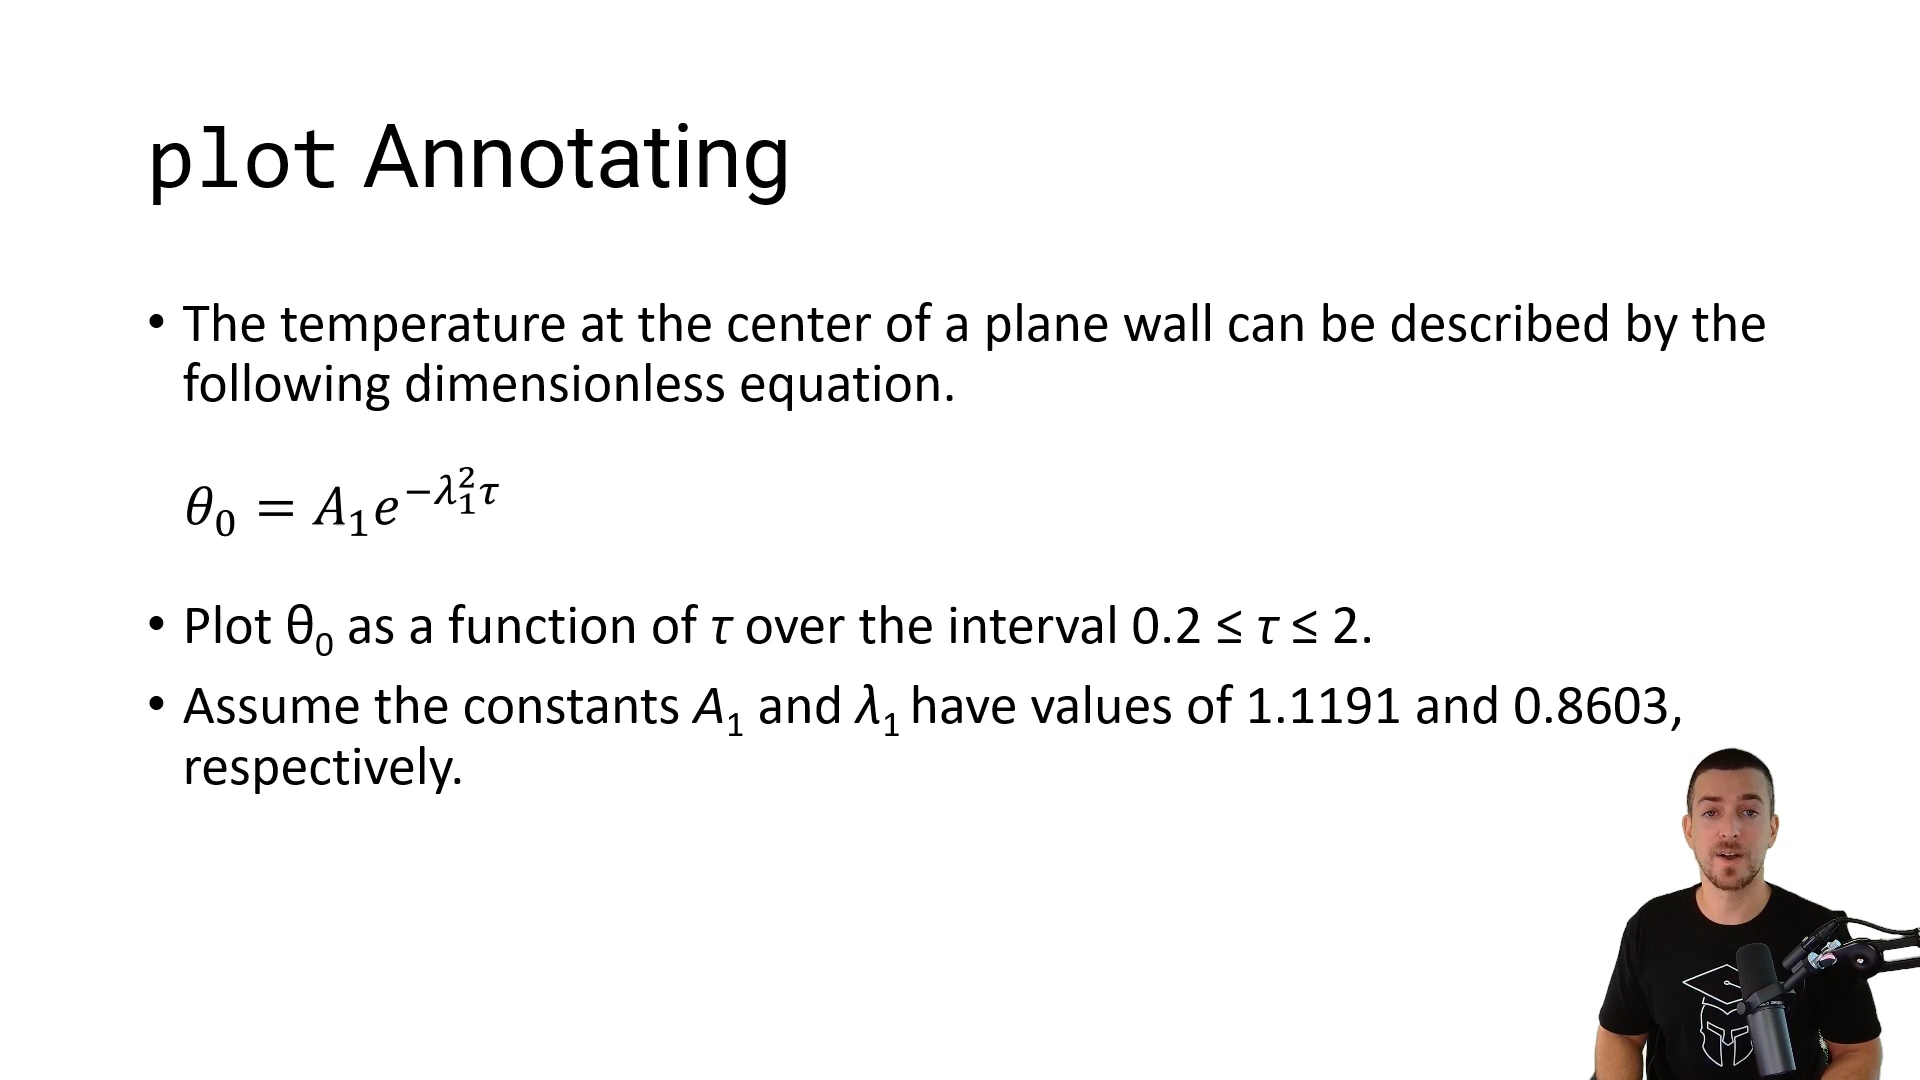 plot Annotating
• The temperature at the center of a plane wall can be described by the
following dimensionless equation.
θ₀ = A₁e^(−λ₁²τ)
• Plot θ₀ as a function of τ over the interval 0.2 ≤ τ ≤ 2.
• Assume the constants A₁ and λ₁ have values of 1.1191 and 0.8603,
respectively.